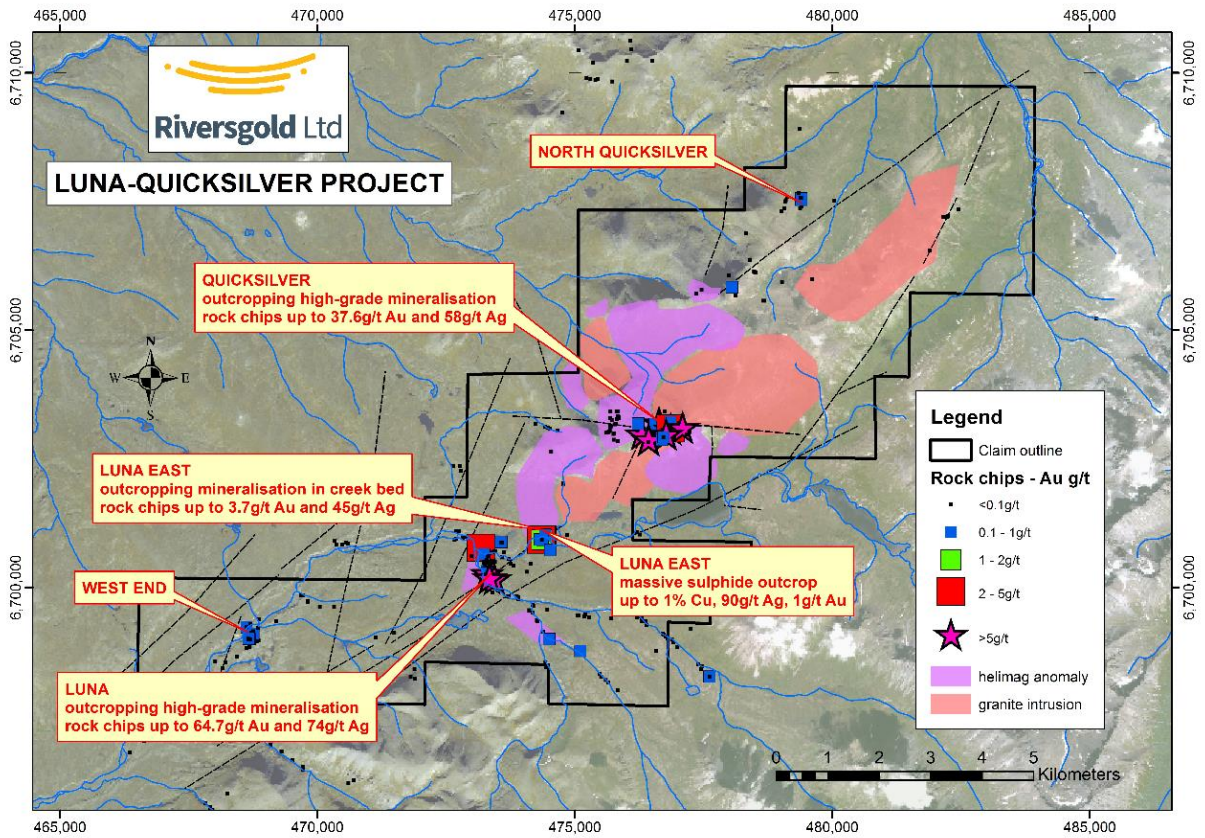 465,000
470,000
475,000
480,000
485,000
6,710,000
6,710,000
Riversgold Ltd
LUNA-QUICKSILVER PROJECT
NORTH QUICKSILVER
QUICKSILVER
outcropping high-grade mineralisation
rock chips up to 37.6g/t Au and 58g/t Ag
6,705,000
6,705,000
N
W
E
S
LUNA EAST
outcropping mineralisation in creek bed
rock chips up to 3.7g/t Au and 45g/t Ag
LUNA EAST
massive sulphide outcrop
up to 1% Cu, 90g/t Ag, 1g/t Au
WEST END
6,700,000
6,700,000
LUNA
outcropping high-grade mineralisation
rock chips up to 64.7g/t Au and 74g/t Ag
Legend
Claim outline
Rock chips - Au g/t
<0.1g/t
0.1 - 1g/t
1 - 2g/t
2 - 5g/t
>5g/t
helimag anomaly
granite intrusion
0 1 2 3 4 5
Kilometers
465,000
470,000
475,000
480,000
485,000